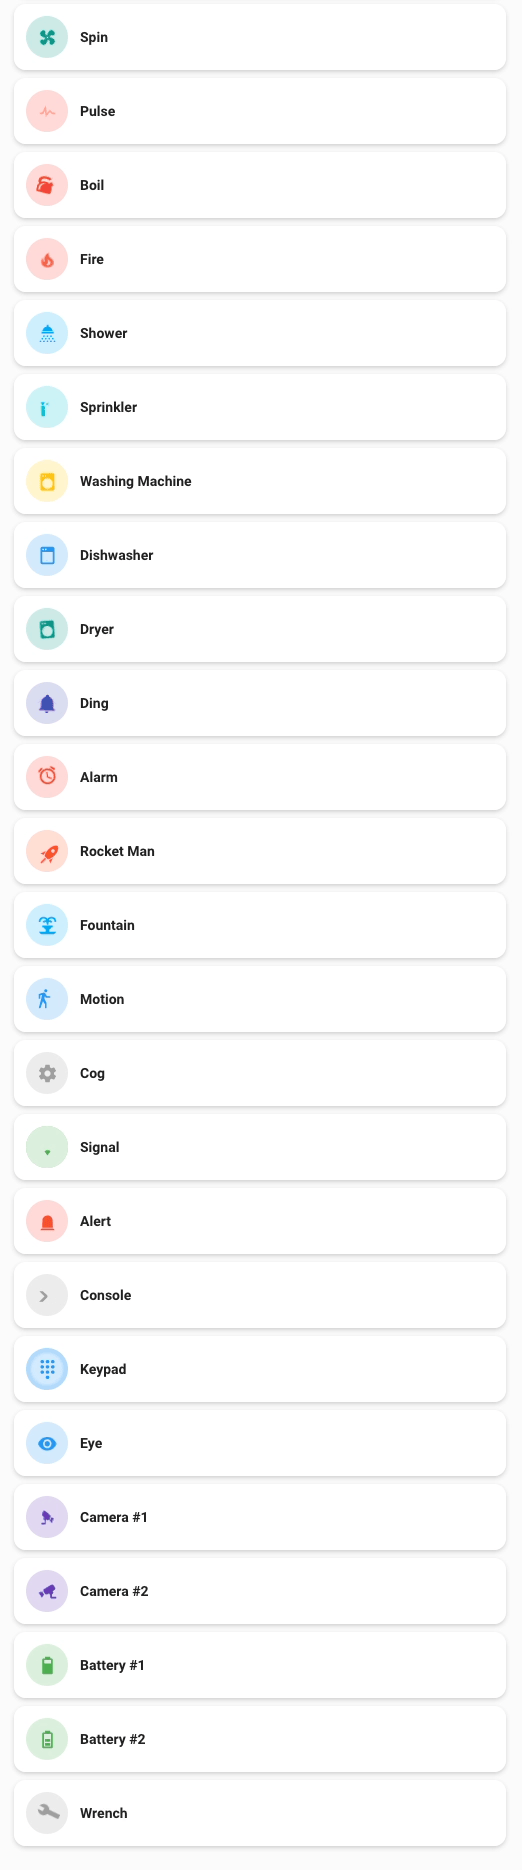 Spin
Pulse
Boil
Fire
Shower
Sprinkler
Washing Machine
Dishwasher
Dryer
Ding
Alarm
Rocket Man
Fountain
Motion
Cog
Signal
Alert
Console
Keypad
Eye
Camera #1
Camera #2
Battery #1
Battery #2
Wrench